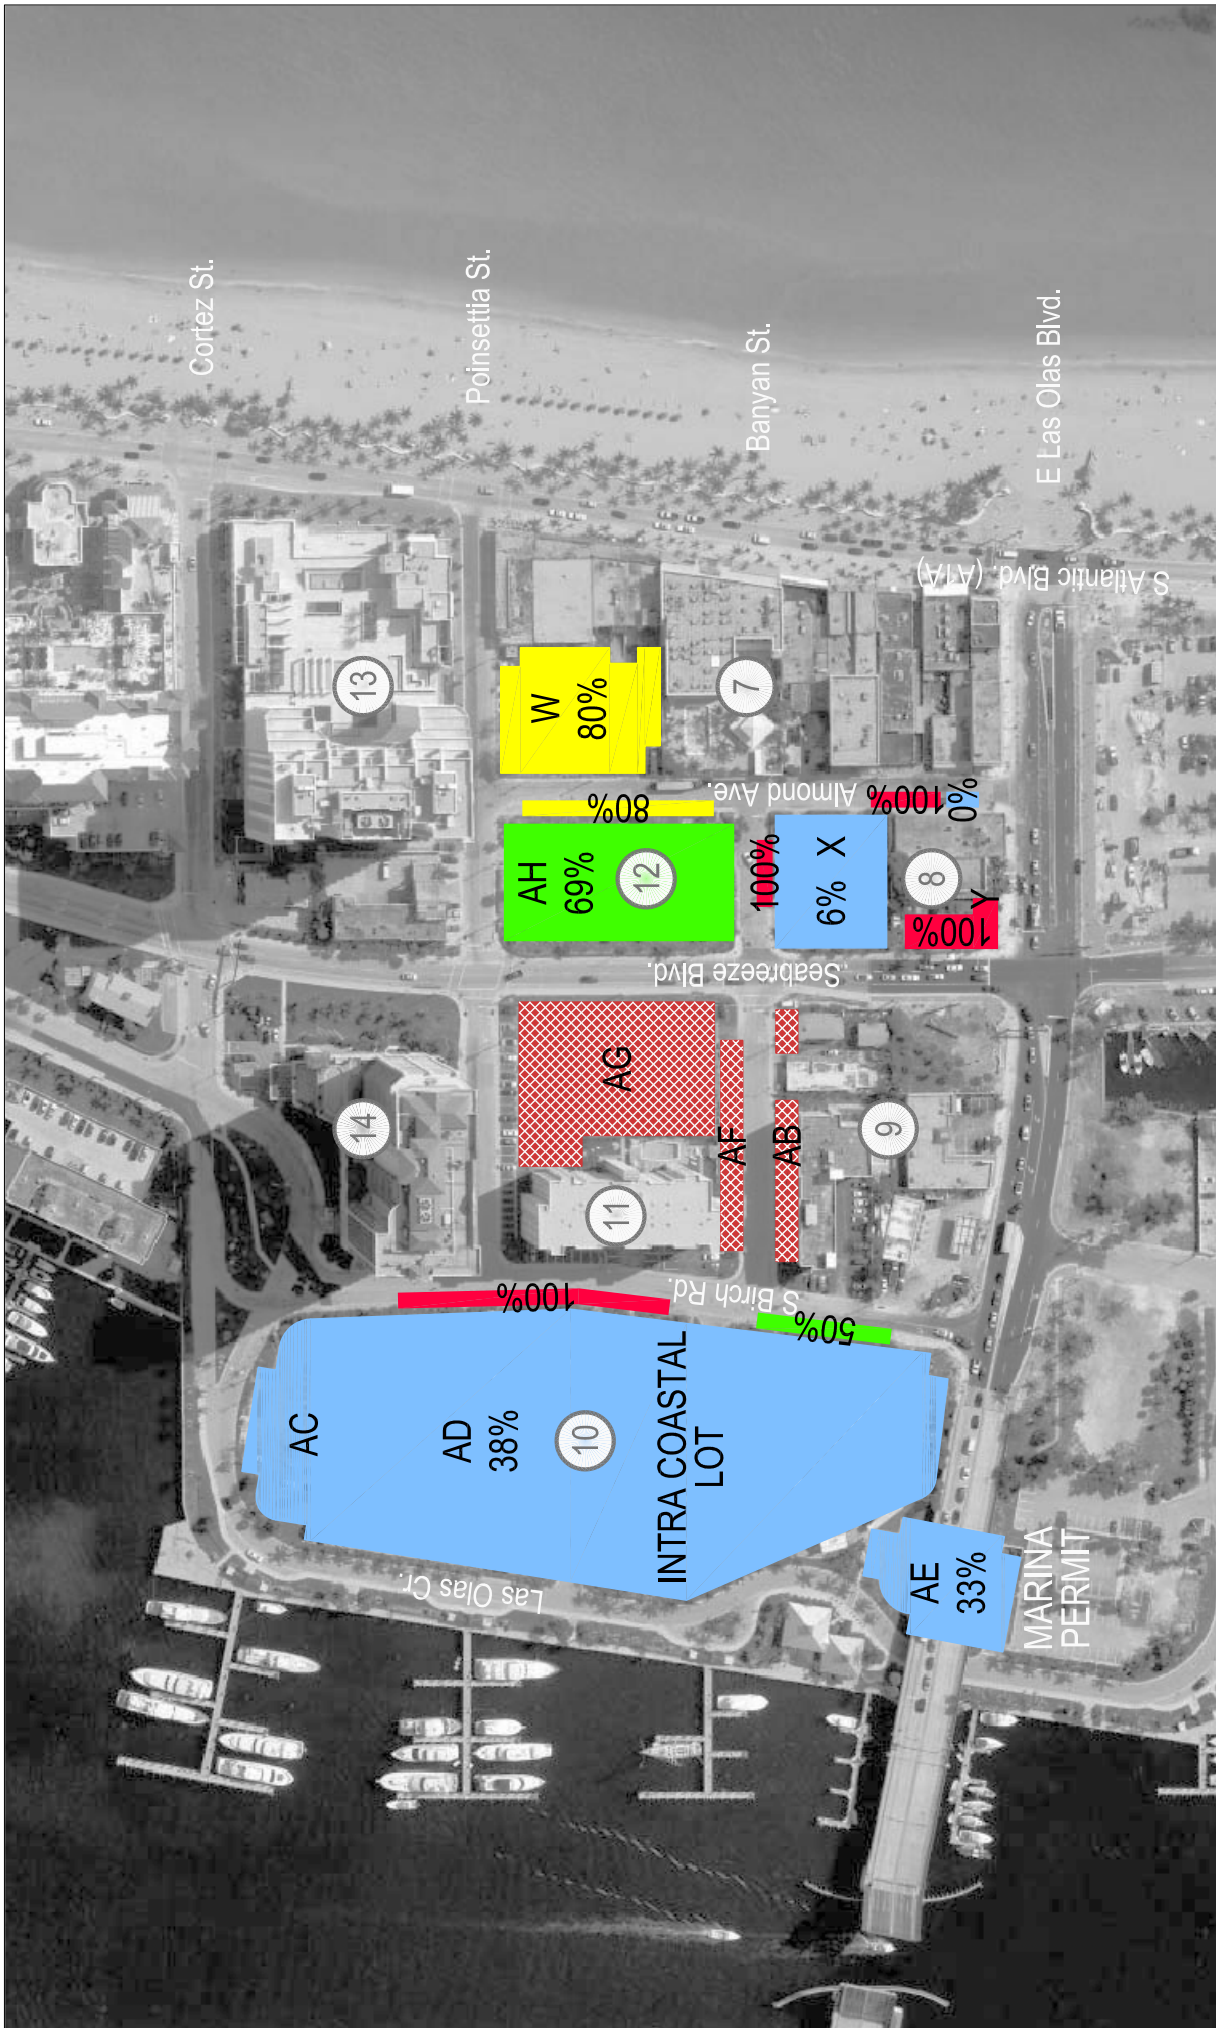 Cortez St.
Poinsettia St.
Banyan St.
E Las Olas Blvd.
S Atlantic Blvd. (A1A)
13
W
80%
7
Almond Ave.
80%
100%
0%
AH
69%
12
100%
6% X
8
Y
100%
Seabreeze Blvd.
AG
14
AF
AB
9
11
S Birch Rd.
100%
50%
AC
AD
38%
10
INTRA COASTAL
LOT
Las Olas Cr.
AE
33%
MARINA
PERMIT